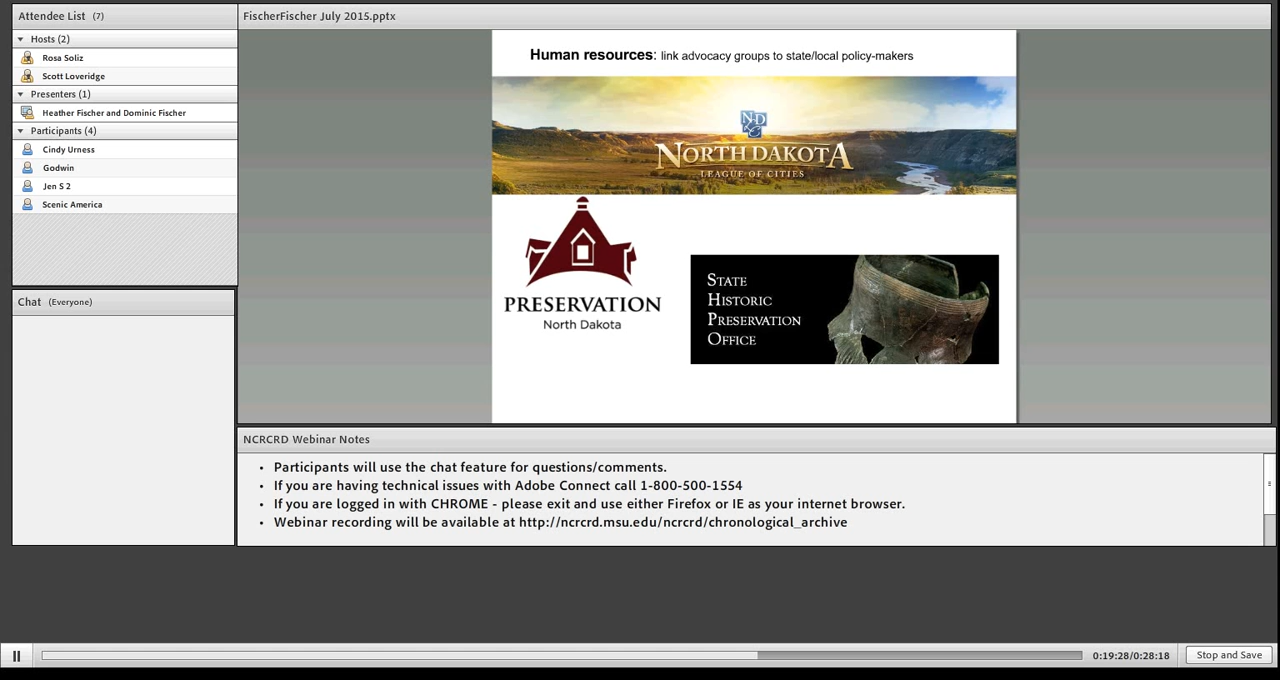 Attendee List (7)
Hosts (2)
Rosa Soliz
Scott Loveridge
Presenters (1)
Heather Fischer and Dominic Fischer
Participants (4)
Cindy Urness
Godwin
Jen S 2
Scenic America
Chat (Everyone)
FischerFischer July 2015.pptx
Human resources: link advocacy groups to state/local policy-makers
N·D
L C
NORTH DAKOTA
LEAGUE OF CITIES
PRESERVATION
North Dakota
STATE
HISTORIC
PRESERVATION
OFFICE
NCRCRD Webinar Notes
• Participants will use the chat feature for questions/comments.
• If you are having technical issues with Adobe Connect call 1-800-500-1554
• If you are logged in with CHROME - please exit and use either Firefox or IE as your internet browser.
• Webinar recording will be available at http://ncrcrd.msu.edu/ncrcrd/chronological_archive
0:19:28/0:28:18
Stop and Save